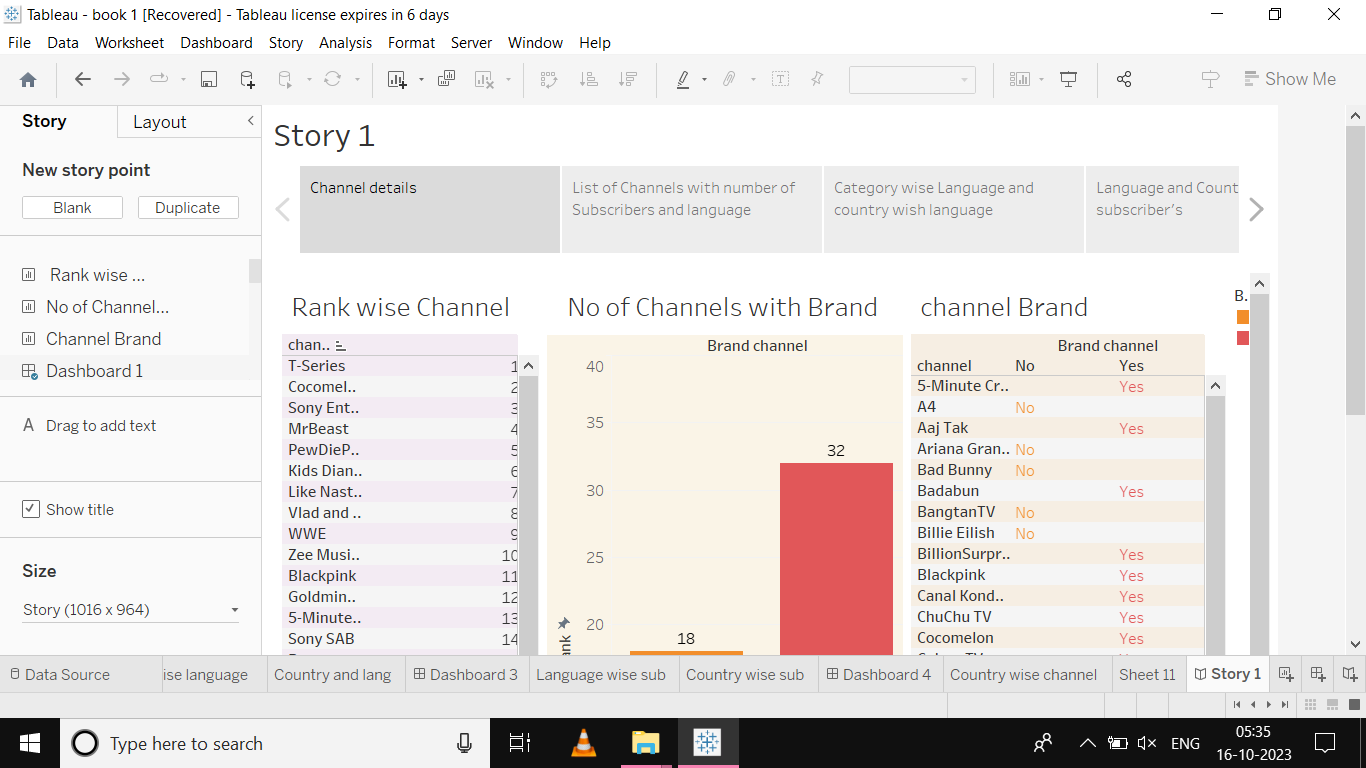 Tableau - book 1 [Recovered] - Tableau license expires in 6 days
File Data Worksheet Dashboard Story Analysis Format Server Window Help
Show Me
Story Layout
New story point
Blank Duplicate
Rank wise ...
No of Channel...
Channel Brand
Dashboard 1
A Drag to add text
Show title
Size
Story (1016 x 964)
Story 1
Channel details
List of Channels with number of
Subscribers and language
Category wise Language and
country wish language
Language and Count
subscriber's
Rank wise Channel
chan..
T-Series 1
Cocomel.. 2
Sony Ent.. 3
MrBeast 4
PewDieP.. 5
Kids Dian.. 6
Like Nast.. 7
Vlad and .. 8
WWE 9
Zee Musi.. 10
Blackpink 11
Goldmin.. 12
5-Minute.. 13
Sony SAB 14
No of Channels with Brand
Brand channel
40
35
32
30
25
20
18
channel Brand
Brand channel
channel No Yes
5-Minute Cr.. Yes
A4 No
Aaj Tak Yes
Ariana Gran.. No
Bad Bunny No
Badabun Yes
BangtanTV No
Billie Eilish No
BillionSurpr.. Yes
Blackpink Yes
Canal Kond.. Yes
ChuChu TV Yes
Cocomelon Yes
B.
Data Source ise language Country and lang Dashboard 3 Language wise sub Country wise sub Dashboard 4 Country wise channel Sheet 11 Story 1
Type here to search
ENG
05:35
16-10-2023